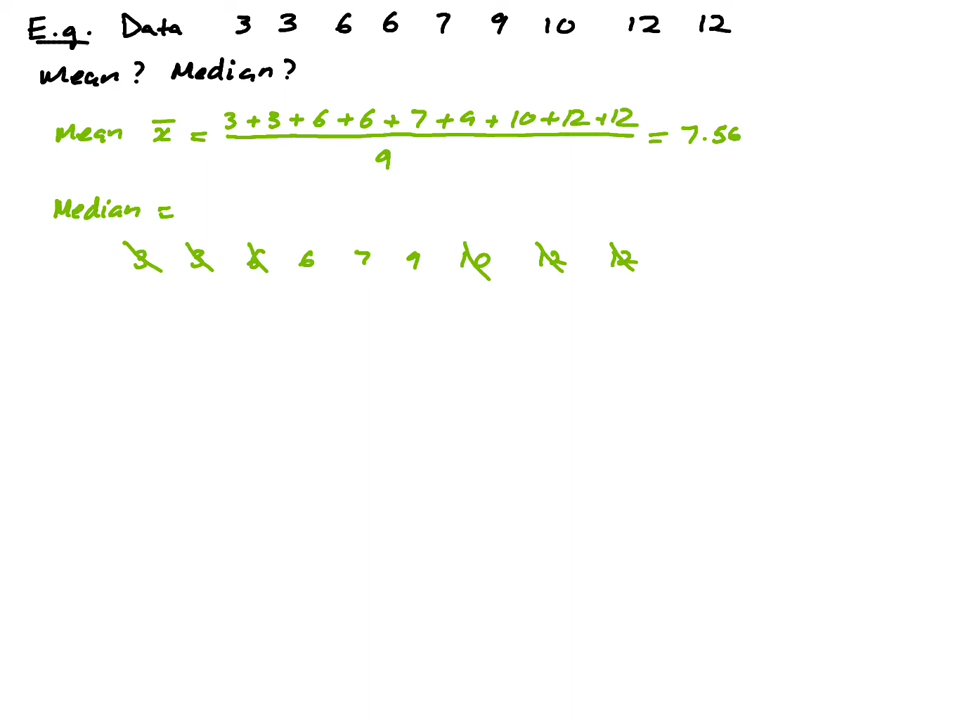 E.g. Data 3 3 6 6 7 9 10 12 12
Mean? Median?
Mean x̅ = (3+3+6+6+7+9+10+12+12)/9 = 7.56
Median =
3 3 6 6 7 9 10 12 12